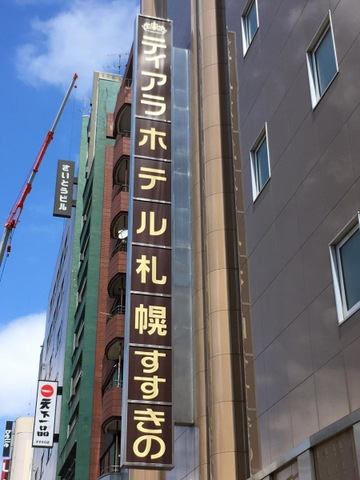 ティアラホテル札幌すすきの
さいとうビル
天下一品